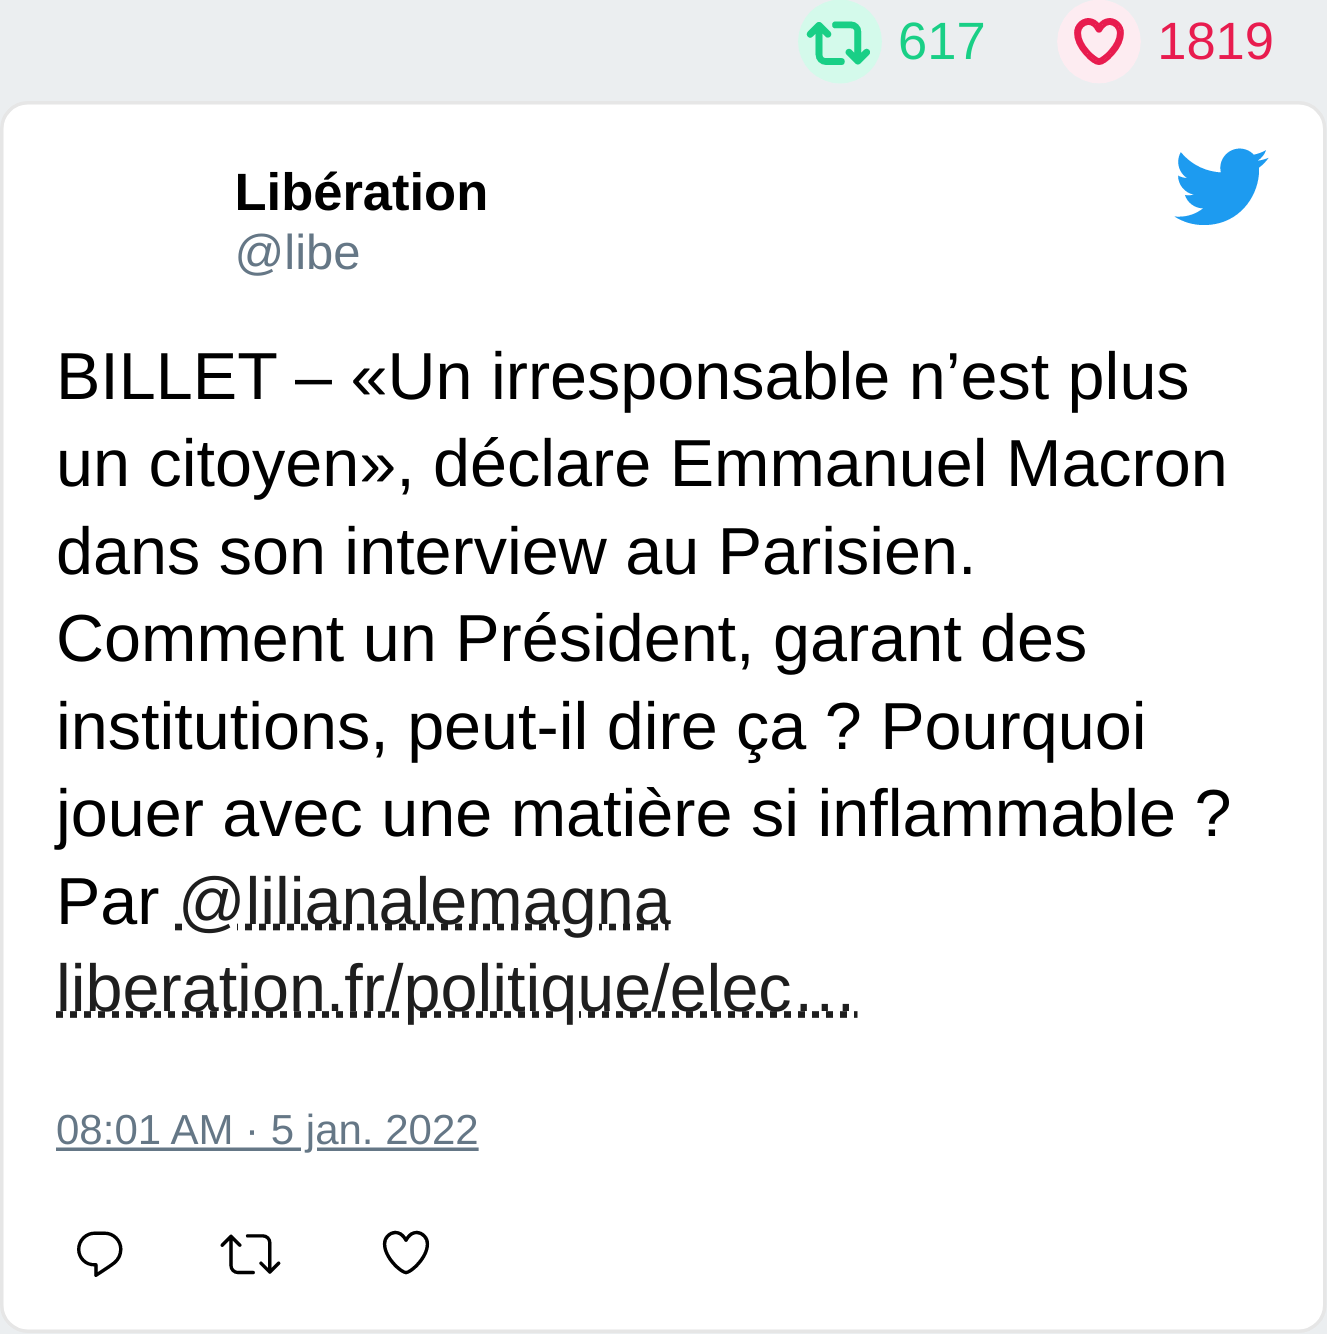 617 1819
Libération
@libe
BILLET – «Un irresponsable n’est plus
un citoyen», déclare Emmanuel Macron
dans son interview au Parisien.
Comment un Président, garant des
institutions, peut-il dire ça ? Pourquoi
jouer avec une matière si inflammable ?
Par @lilianalemagna
liberation.fr/politique/elec…
08:01 AM · 5 jan. 2022